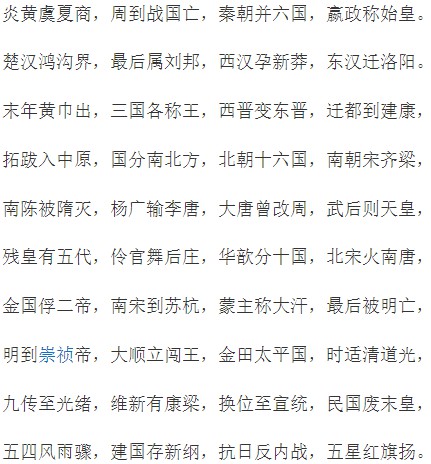 炎黄虞夏商，周到战国亡，秦朝并六国，嬴政称始皇。
楚汉鸿沟界，最后属刘邦，西汉孕新莽，东汉迁洛阳。
末年黄巾出，三国各称王，西晋变东晋，迁都到建康，
拓跋入中原，国分南北方，北朝十六国，南朝宋齐梁，
南陈被隋灭，杨广输李唐，大唐曾改周，武后则天皇，
残皇有五代，伶官舞后庄，华歆分十国，北宋火南唐，
金国俘二帝，南宋到苏杭，蒙主称大汗，最后被明亡，
明到崇祯帝，大顺立闯王，金田太平国，时适清道光，
九传至光绪，维新有康梁，换位至宣统，民国废末皇，
五四风雨骤，建国存新纲，抗日反内战，五星红旗扬。